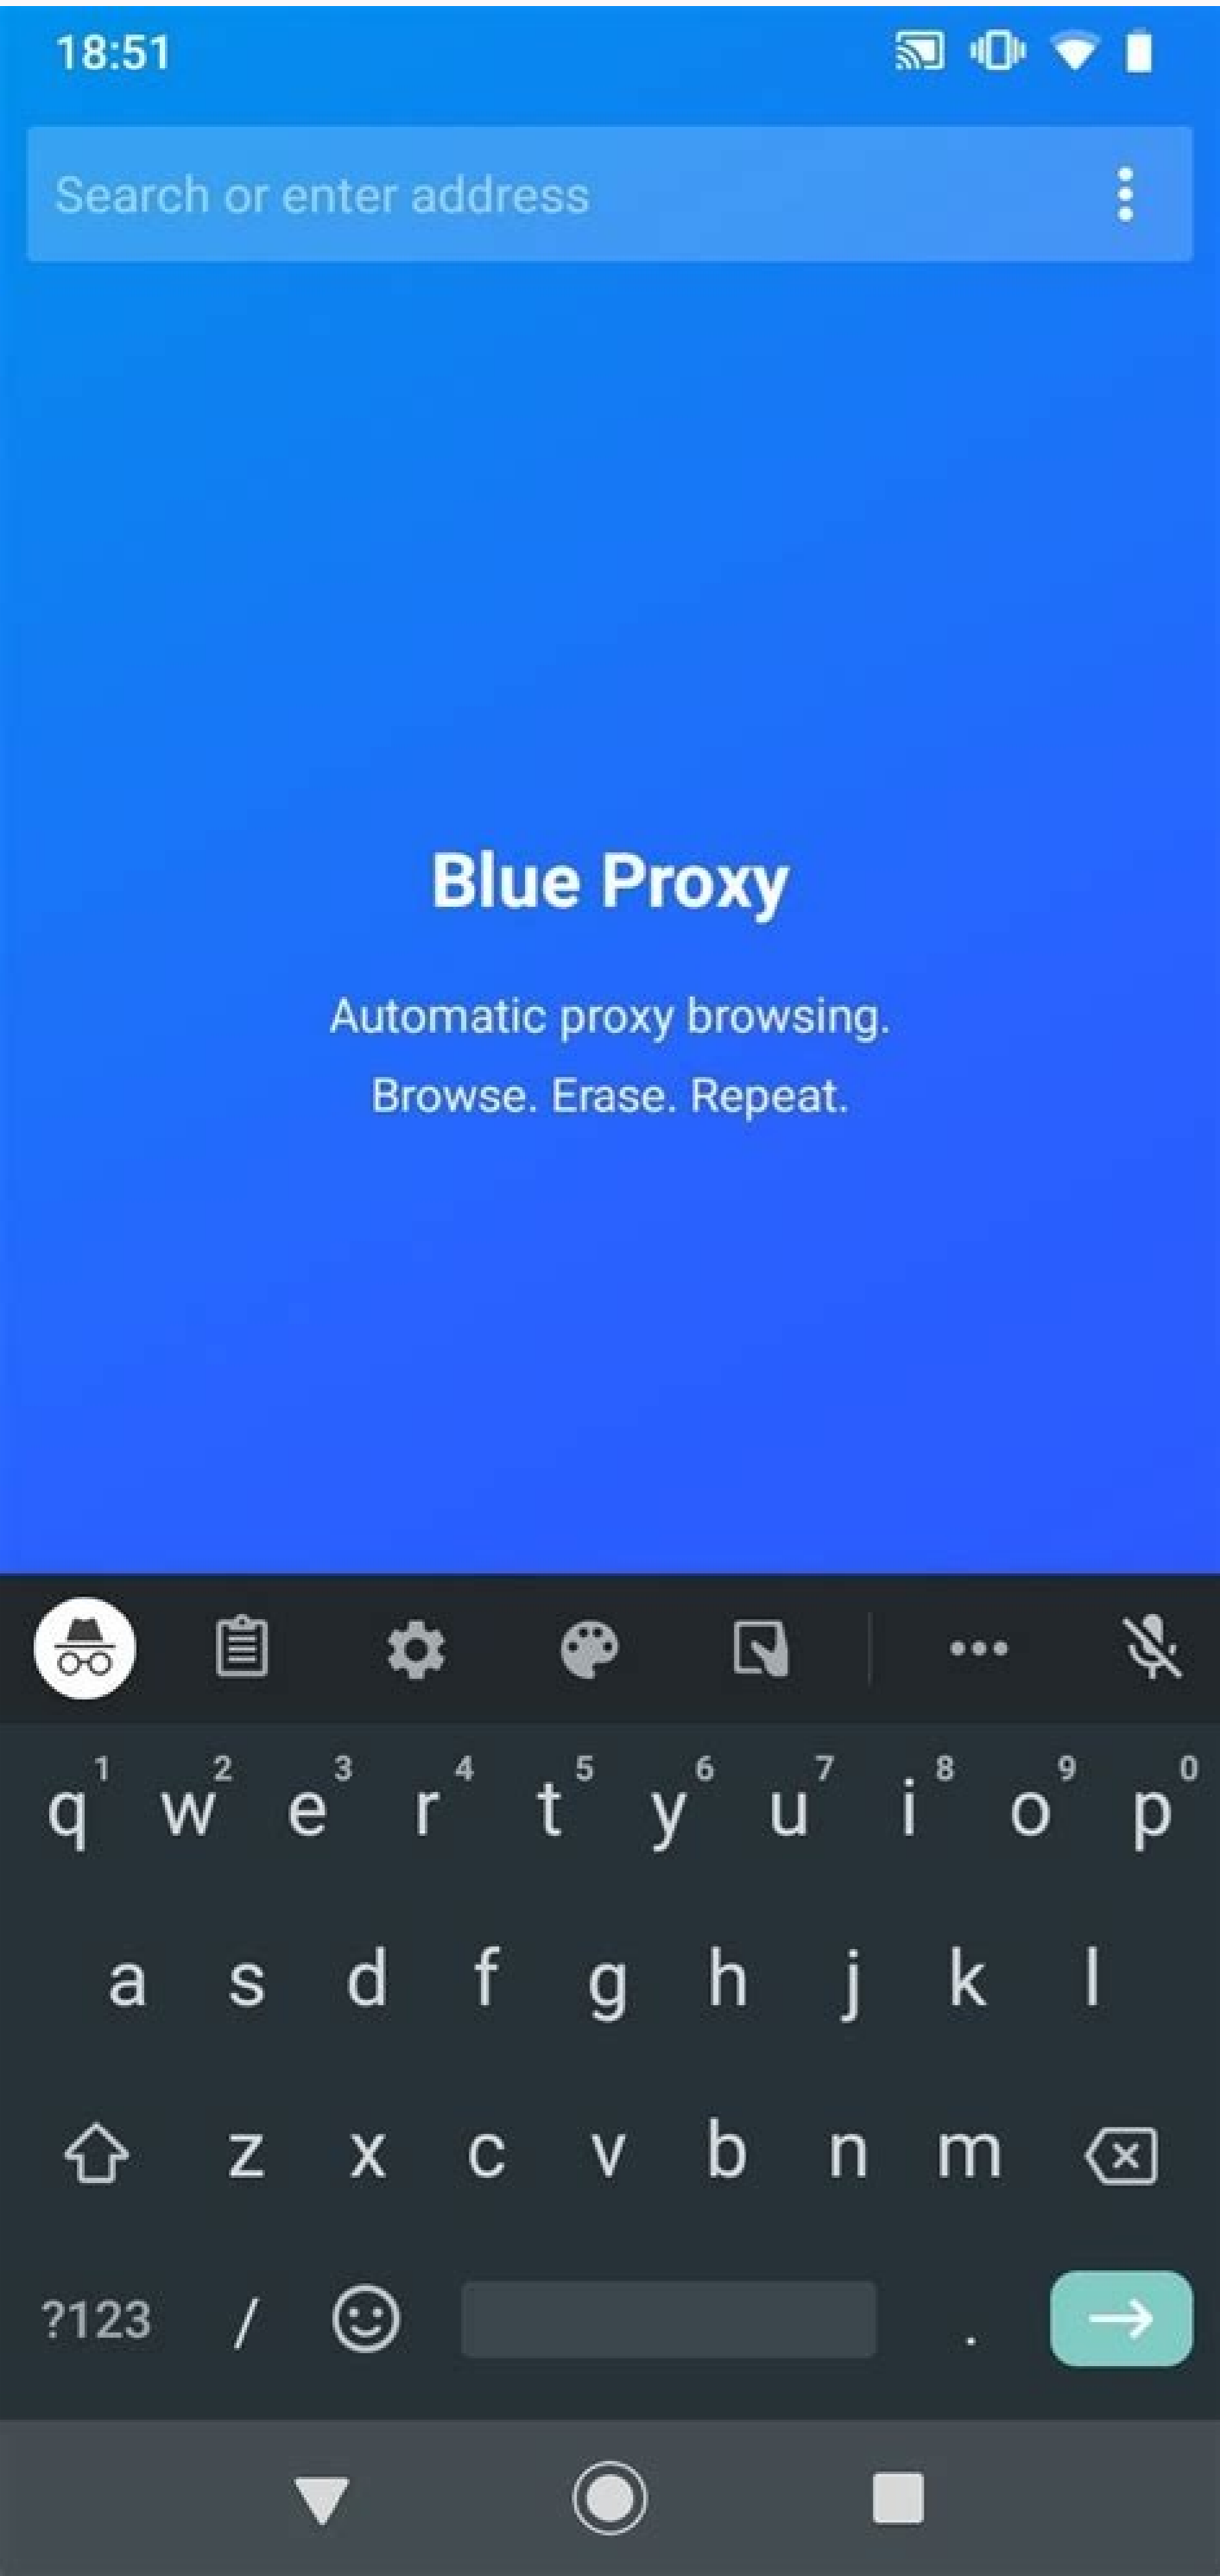 18:51
Search or enter address
Blue Proxy
Automatic proxy browsing.
Browse. Erase. Repeat.
1 2 3 4 5 6 7 8 9 0
q w e r t y u i o p
a s d f g h j k l
z x c v b n m
?123 / .